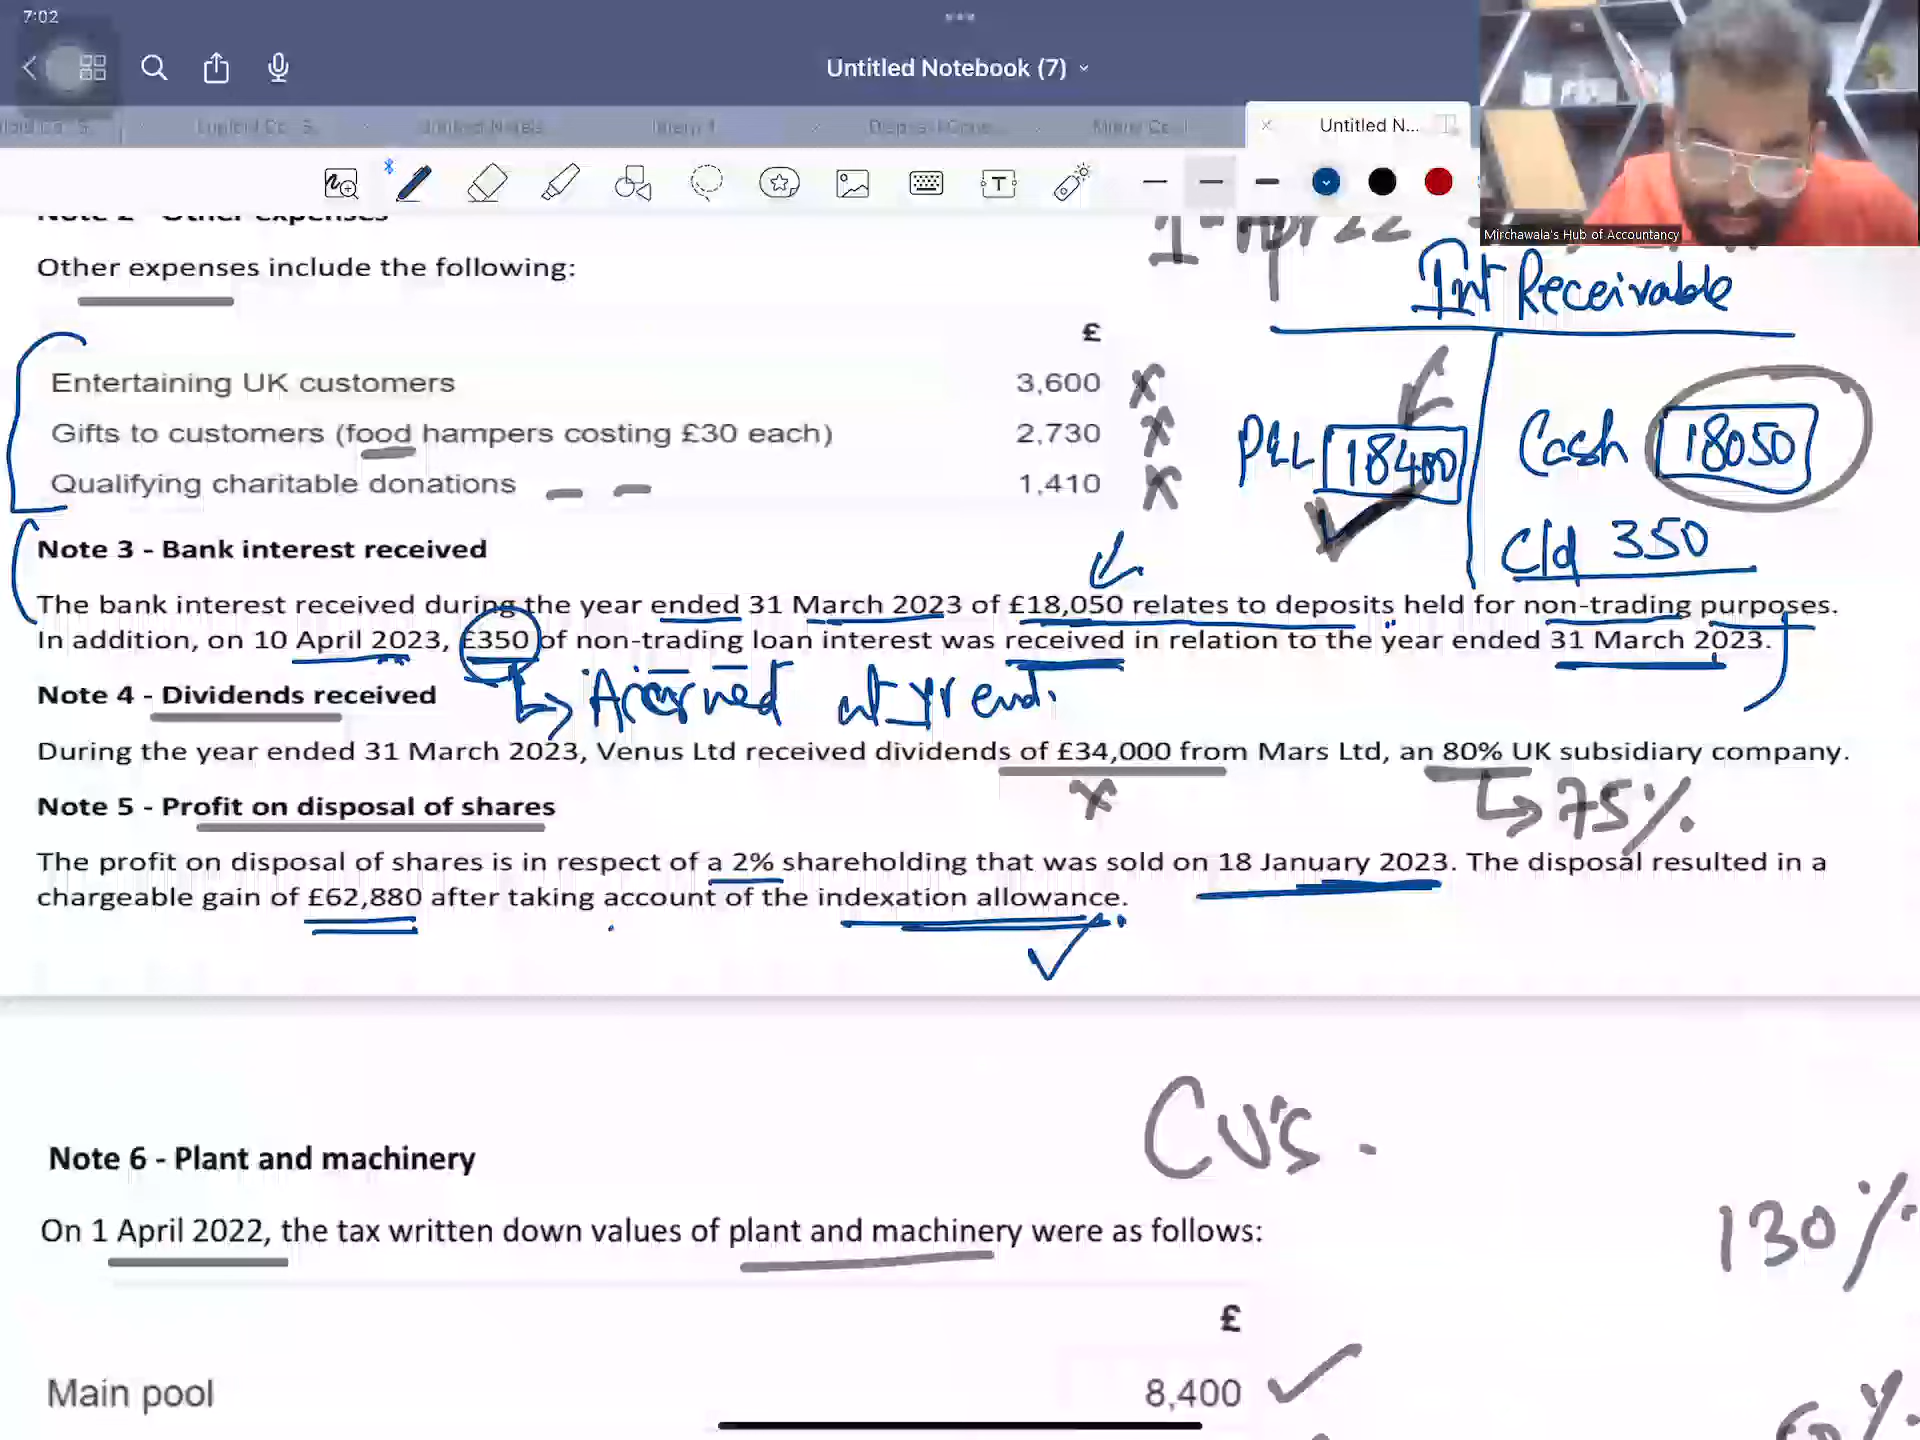 7:02
Untitled Notebook (7)
Untitled N...
Mirchawala's Hub of Accountancy
Note 2 - Other expenses
1-Apr 22
Other expenses include the following:
Int Receivable
£
Entertaining UK customers 3,600 x
Gifts to customers (food hampers costing £30 each) 2,730 x
Qualifying charitable donations 1,410 x
P&L 18400
Cash 18050
C/d 350
Note 3 - Bank interest received
The bank interest received during the year ended 31 March 2023 of £18,050 relates to deposits held for non-trading purposes.
In addition, on 10 April 2023, £350 of non-trading loan interest was received in relation to the year ended 31 March 2023.
Accrued at yr end.
Note 4 - Dividends received
During the year ended 31 March 2023, Venus Ltd received dividends of £34,000 from Mars Ltd, an 80% UK subsidiary company.
x
75%
Note 5 - Profit on disposal of shares
The profit on disposal of shares is in respect of a 2% shareholding that was sold on 18 January 2023. The disposal resulted in a
chargeable gain of £62,880 after taking account of the indexation allowance.
Note 6 - Plant and machinery
130%
On 1 April 2022, the tax written down values of plant and machinery were as follows:
£
Main pool 8,400